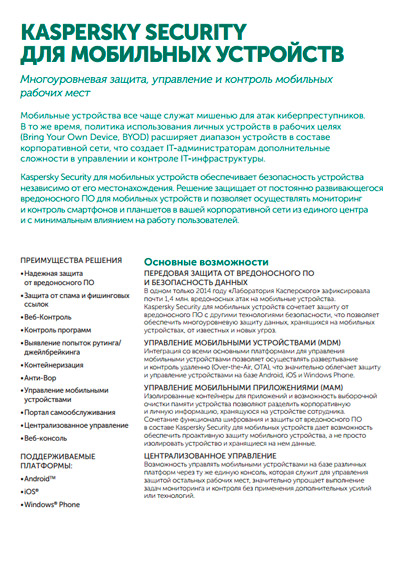 KASPERSKY SECURITY
ДЛЯ МОБИЛЬНЫХ УСТРОЙСТВ
Многоуровневая защита, управление и контроль мобильных
рабочих мест
Мобильные устройства все чаще служат мишенью для атак киберпреступников.
В то же время, политика использования личных устройств в рабочих целях
(Bring Your Own Device, BYOD) расширяет диапазон устройств в составе
корпоративной сети, что создает IT-администраторам дополнительные
сложности в управлении и контроле IT-инфраструктуры.
Kaspersky Security для мобильных устройств обеспечивает безопасность устройства
независимо от его местонахождения. Решение защищает от постоянно развивающегося
вредоносного ПО для мобильных устройств и позволяет осуществлять мониторинг
и контроль смартфонов и планшетов в вашей корпоративной сети из единого центра
и с минимальным влиянием на работу пользователей.
ПРЕИМУЩЕСТВА РЕШЕНИЯ
•Надежная защита
от вредоносного ПО
•Защита от спама и фишинговых
ссылок
•Веб-Контроль
•Контроль программ
•Выявление попыток рутинга/
джейлбрейкинга
•Контейнеризация
•Анти-Вор
•Управление мобильными
устройствами
•Портал самообслуживания
•Централизованное управление
•Веб-консоль
ПОДДЕРЖИВАЕМЫЕ
ПЛАТФОРМЫ:
•Android™
•iOS®
•Windows® Phone
Основные возможности
ПЕРЕДОВАЯ ЗАЩИТА ОТ ВРЕДОНОСНОГО ПО
И БЕЗОПАСНОСТЬ ДАННЫХ
В одном только 2014 году «Лаборатория Касперского» зафиксировала
почти 1,4 млн. вредоносных атак на мобильные устройства.
Kaspersky Security для мобильных устройств сочетает защиту от
вредоносного ПО с другими технологиями безопасности, что позволяет
обеспечить многоуровневую защиту данных, хранящихся на мобильных
устройствах, от известных и новых угроз.
УПРАВЛЕНИЕ МОБИЛЬНЫМИ УСТРОЙСТВАМИ (MDM)
Интеграция со всеми основными платформами для управления
мобильными устройствами позволяет осуществлять развертывание
и контроль удаленно (Over-the-Air, OTA), что значительно облегчает защиту
и управление устройствами на базе Android, iOS и Windows Phone.
УПРАВЛЕНИЕ МОБИЛЬНЫМИ ПРИЛОЖЕНИЯМИ (MAM)
Изолированные контейнеры для приложений и возможность выборочной
очистки памяти устройства позволяют разделить корпоративную
и личную информацию, хранящуюся на устройстве сотрудника.
Сочетание функционала шифрования и защиты от вредоносного ПО
в составе Kaspersky Security для мобильных устройств дает возможность
обеспечить проактивную защиту мобильного устройства, а не просто
изолировать устройство и хранящиеся на нем данные.
ЦЕНТРАЛИЗОВАННОЕ УПРАВЛЕНИЕ
Возможность управлять мобильными устройствами на базе различных
платформ через ту же единую консоль, которая служит для управления
защитой остальных рабочих мест, значительно упрощает выполнение
задач мониторинга и контроля без применения дополнительных усилий
или технологий.